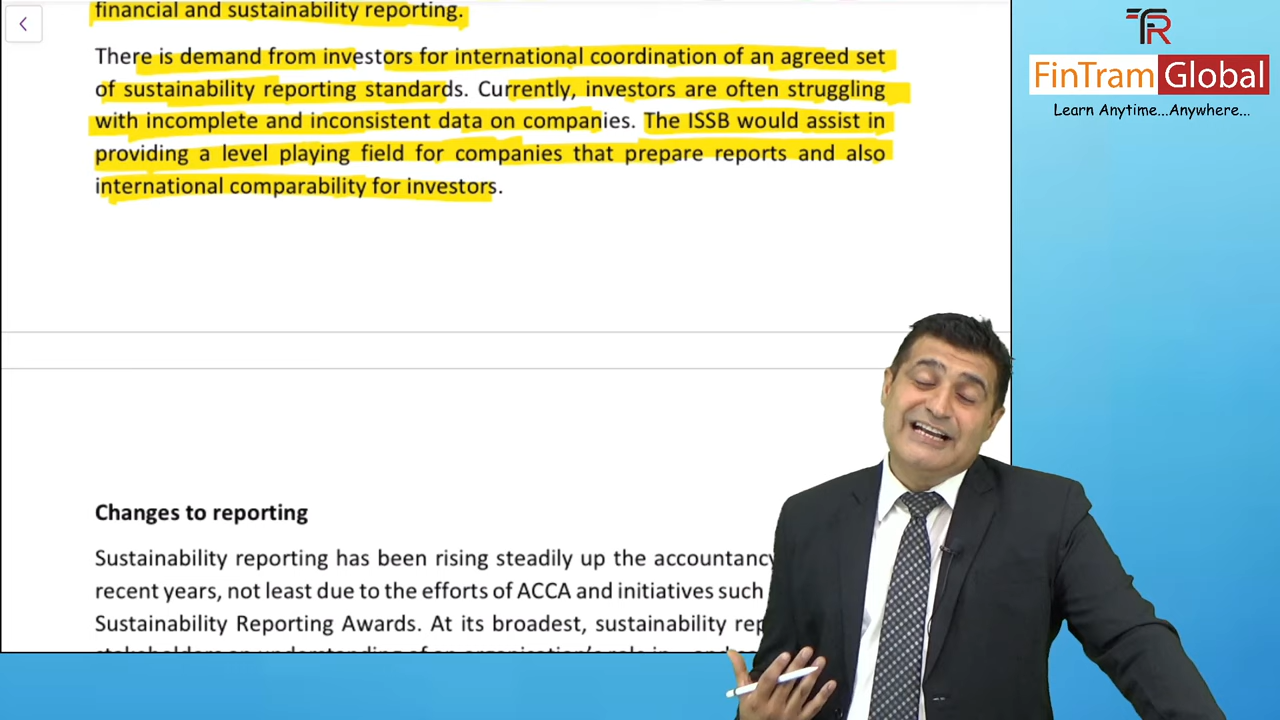 financial and sustainability reporting.
There is demand from investors for international coordination of an agreed set
of sustainability reporting standards. Currently, investors are often struggling
with incomplete and inconsistent data on companies. The ISSB would assist in
providing a level playing field for companies that prepare reports and also
international comparability for investors.
Changes to reporting
Sustainability reporting has been rising steadily up the accountancy
recent years, not least due to the efforts of ACCA and initiatives such
Sustainability Reporting Awards. At its broadest, sustainability
TR
FinTram Global
Learn Anytime...Anywhere...